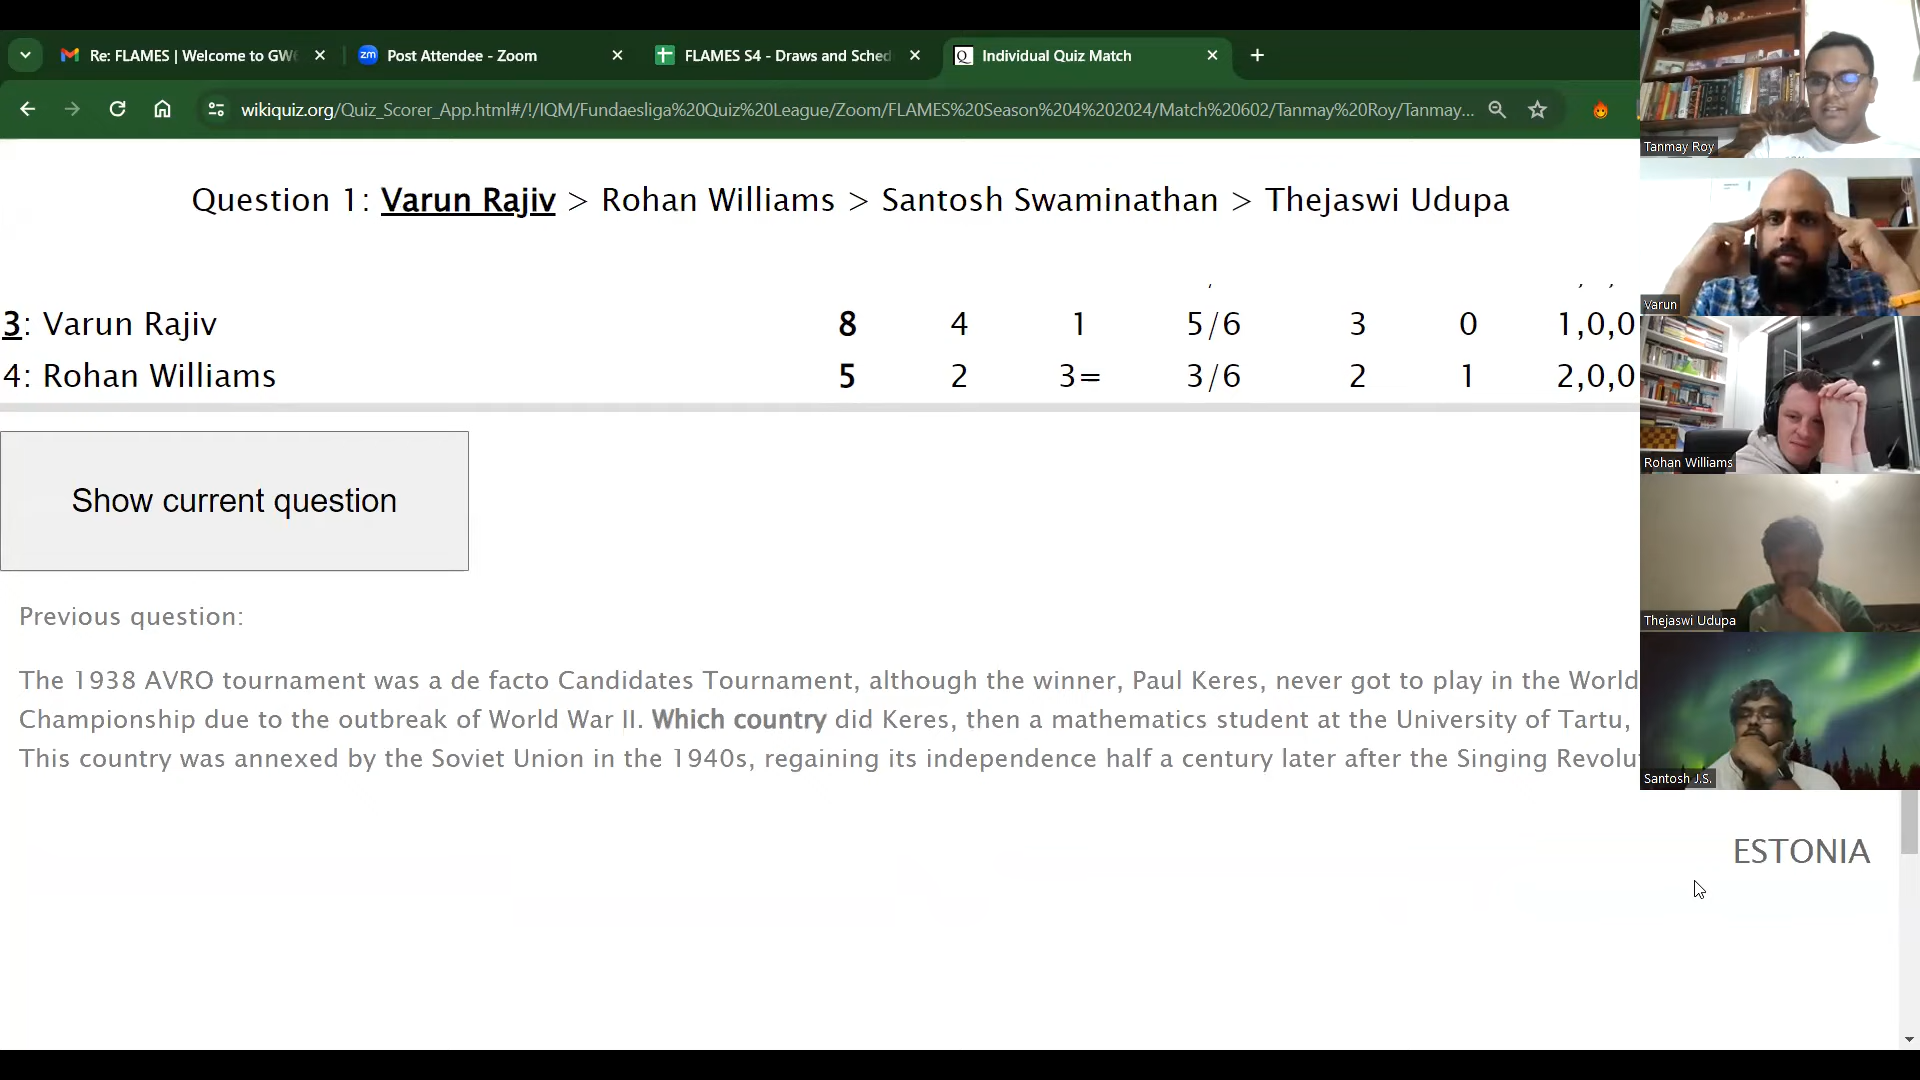 Re: FLAMES | Welcome to GW
Post Attendee - Zoom
FLAMES S4 - Draws and Sched
Individual Quiz Match
wikiquiz.org/Quiz_Scorer_App.html#/!/IQM/Fundaesliga%20Quiz%20League/Zoom/FLAMES%20Season%204%202024/Match%20602/Tanmay%20Roy/Tanmay...
Question 1: Varun Rajiv > Rohan Williams > Santosh Swaminathan > Thejaswi Udupa
3: Varun Rajiv 8 4 1 5/6 3 0 1,0,0
4: Rohan Williams 5 2 3= 3/6 2 1 2,0,0
Show current question
Previous question:
The 1938 AVRO tournament was a de facto Candidates Tournament, although the winner, Paul Keres, never got to play in the World
Championship due to the outbreak of World War II. Which country did Keres, then a mathematics student at the University of Tartu,
This country was annexed by the Soviet Union in the 1940s, regaining its independence half a century later after the Singing Revolu
ESTONIA
Tanmay Roy
Varun
Rohan Williams
Thejaswi Udupa
Santosh J.S.